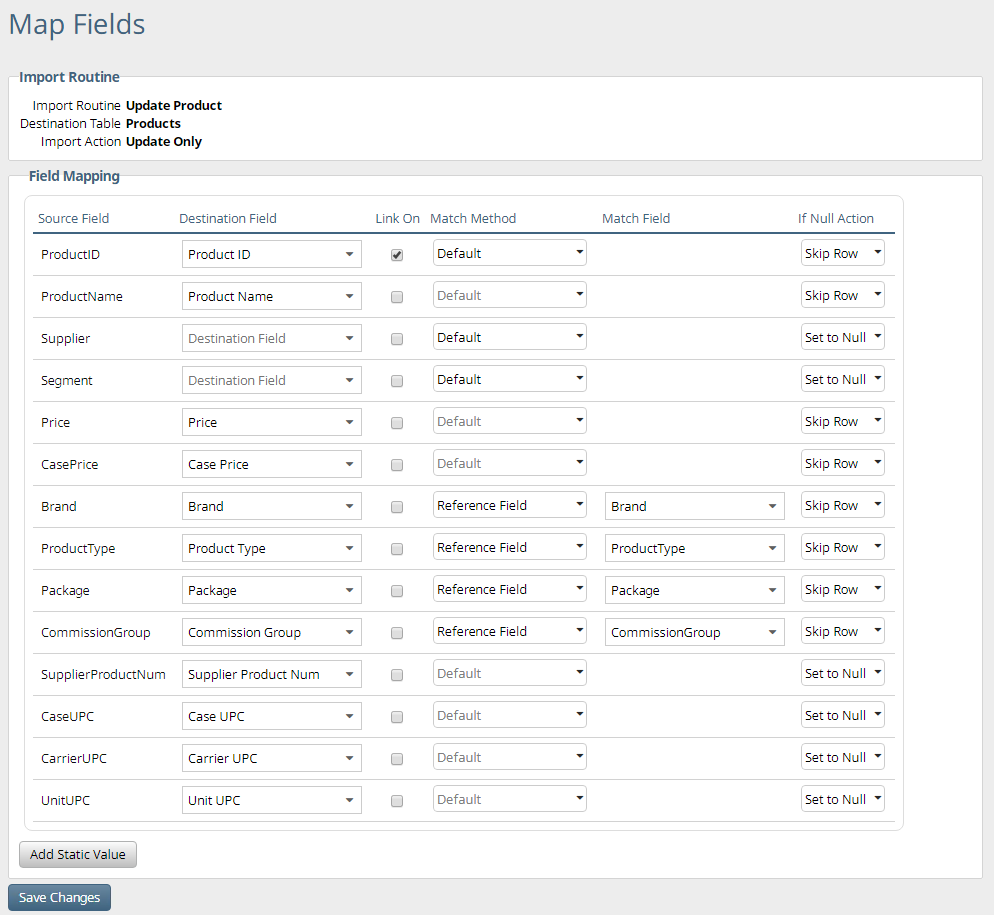 Map Fields
Import Routine
Import Routine Update Product
Destination Table Products
Import Action Update Only
Field Mapping
Source Field Destination Field Link On Match Method Match Field If Null Action
ProductID Product ID Default Skip Row
ProductName Product Name Default Skip Row
Supplier Destination Field Default Set to Null
Segment Destination Field Default Set to Null
Price Price Default Skip Row
CasePrice Case Price Default Skip Row
Brand Brand Reference Field Brand Skip Row
ProductType Product Type Reference Field ProductType Skip Row
Package Package Reference Field Package Skip Row
CommissionGroup Commission Group Reference Field CommissionGroup Skip Row
SupplierProductNum Supplier Product Num Default Set to Null
CaseUPC Case UPC Default Set to Null
CarrierUPC Carrier UPC Default Set to Null
UnitUPC Unit UPC Default Set to Null
Add Static Value
Save Changes